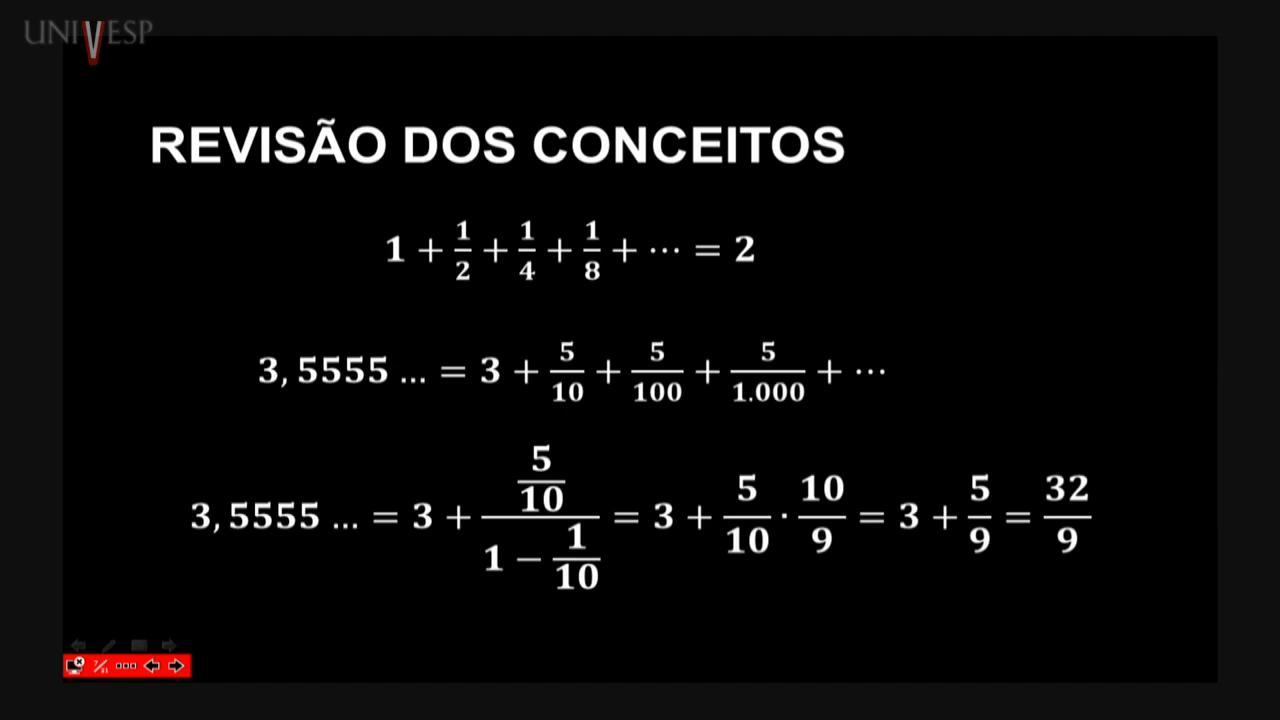 UNIVESP
REVISÃO DOS CONCEITOS
1 + 1/2 + 1/4 + 1/8 + ⋯ = 2
3,5555 ... = 3 + 5/10 + 5/100 + 5/1.000 + ⋯
3,5555 ... = 3 + (5/10)/(1 − 1/10) = 3 + 5/10 · 10/9 = 3 + 5/9 = 32/9